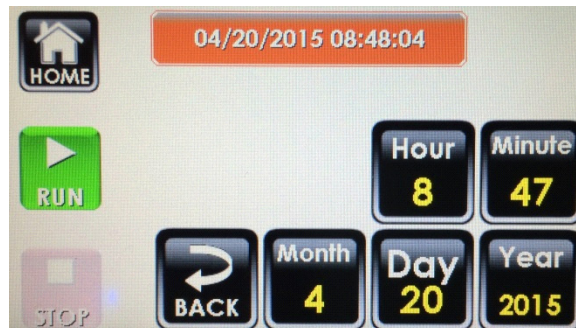 04/20/2015 08:48:04
HOME
RUN
Hour
8
Minute
47
STOP
BACK
Month
4
Day
20
Year
2015